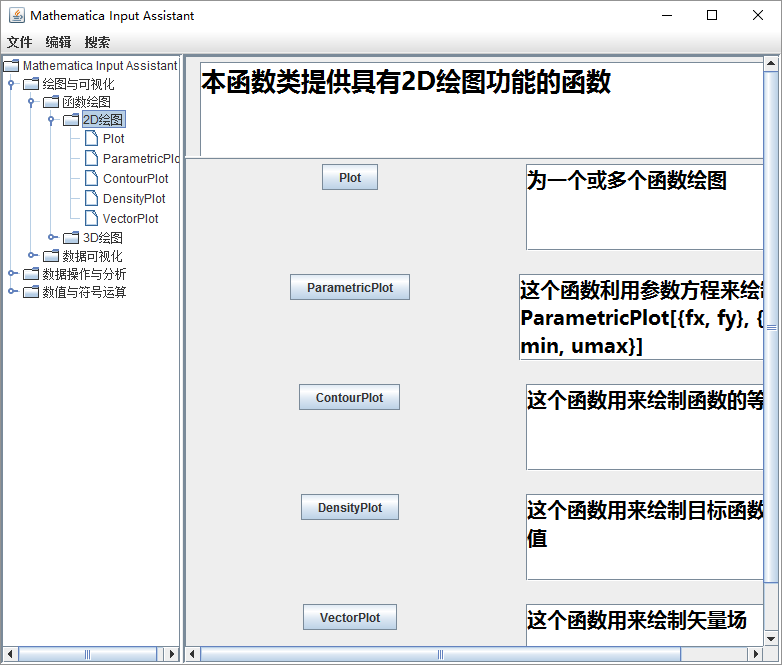 Mathematica Input Assistant
文件 编辑 搜索
Mathematica Input Assistant
绘图与可视化
函数绘图
2D绘图
Plot
ParametricPlo
ContourPlot
DensityPlot
VectorPlot
3D绘图
数据可视化
数据操作与分析
数值与符号运算
本函数类提供具有2D绘图功能的函数
Plot
为一个或多个函数绘图
ParametricPlot
这个函数利用参数方程来绘
ParametricPlot[{fx, fy}, {
min, umax}]
ContourPlot
这个函数用来绘制函数的等
DensityPlot
这个函数用来绘制目标函数
值
VectorPlot
这个函数用来绘制矢量场